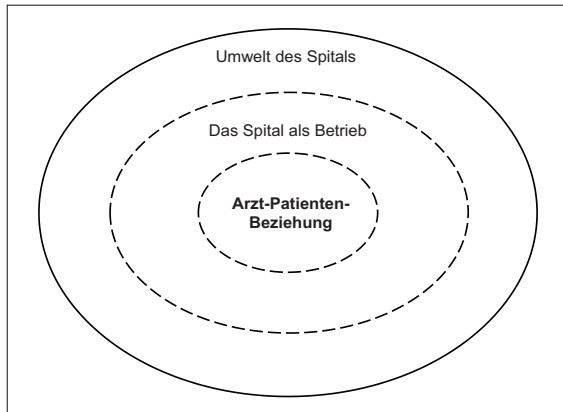 Umwelt des Spitals
Das Spital als Betrieb
Arzt-Patienten-
Beziehung